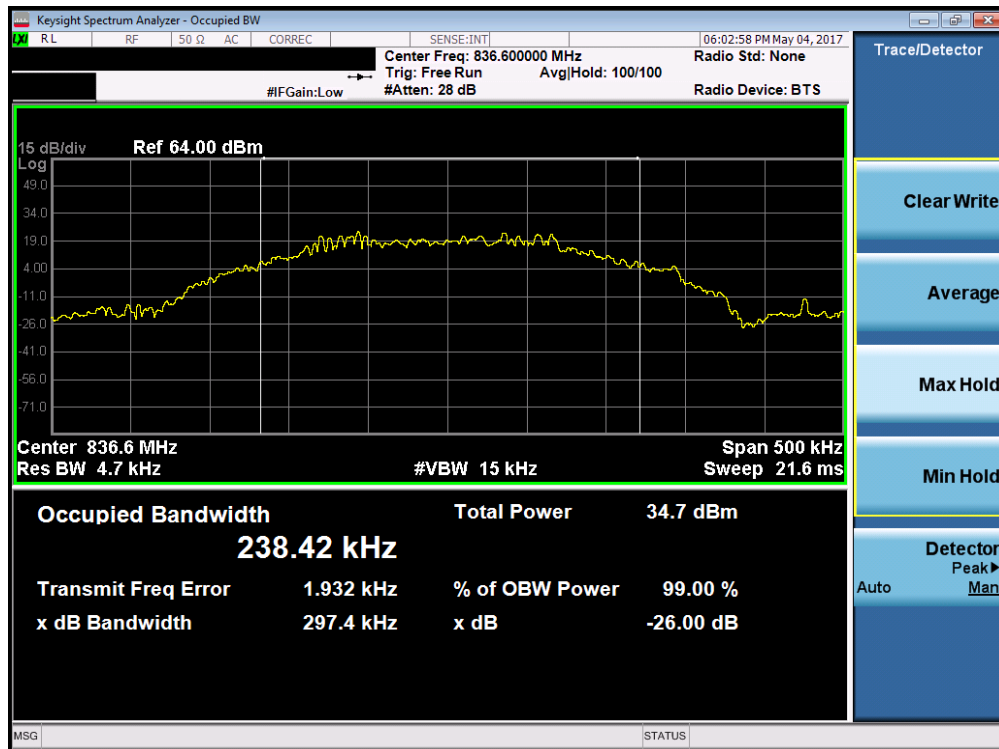 Keysight Spectrum Analyzer - Occupied BW
LXI RL RF 50 Ω AC CORREC SENSE:INT 06:02:58 PM May 04, 2017
Center Freq: 836.600000 MHz Radio Std: None
Trig: Free Run Avg|Hold: 100/100
#IFGain:Low #Atten: 28 dB Radio Device: BTS
15 dB/div Ref 64.00 dBm
Log
49.0
34.0
19.0
4.00
-11.0
-26.0
-41.0
-56.0
-71.0
Center 836.6 MHz Span 500 kHz
Res BW 4.7 kHz #VBW 15 kHz Sweep 21.6 ms
Occupied Bandwidth Total Power 34.7 dBm
238.42 kHz
Transmit Freq Error 1.932 kHz % of OBW Power 99.00 %
x dB Bandwidth 297.4 kHz x dB -26.00 dB
MSG STATUS
Trace/Detector
Clear Write
Average
Max Hold
Min Hold
Detector
Peak▶
Auto Man